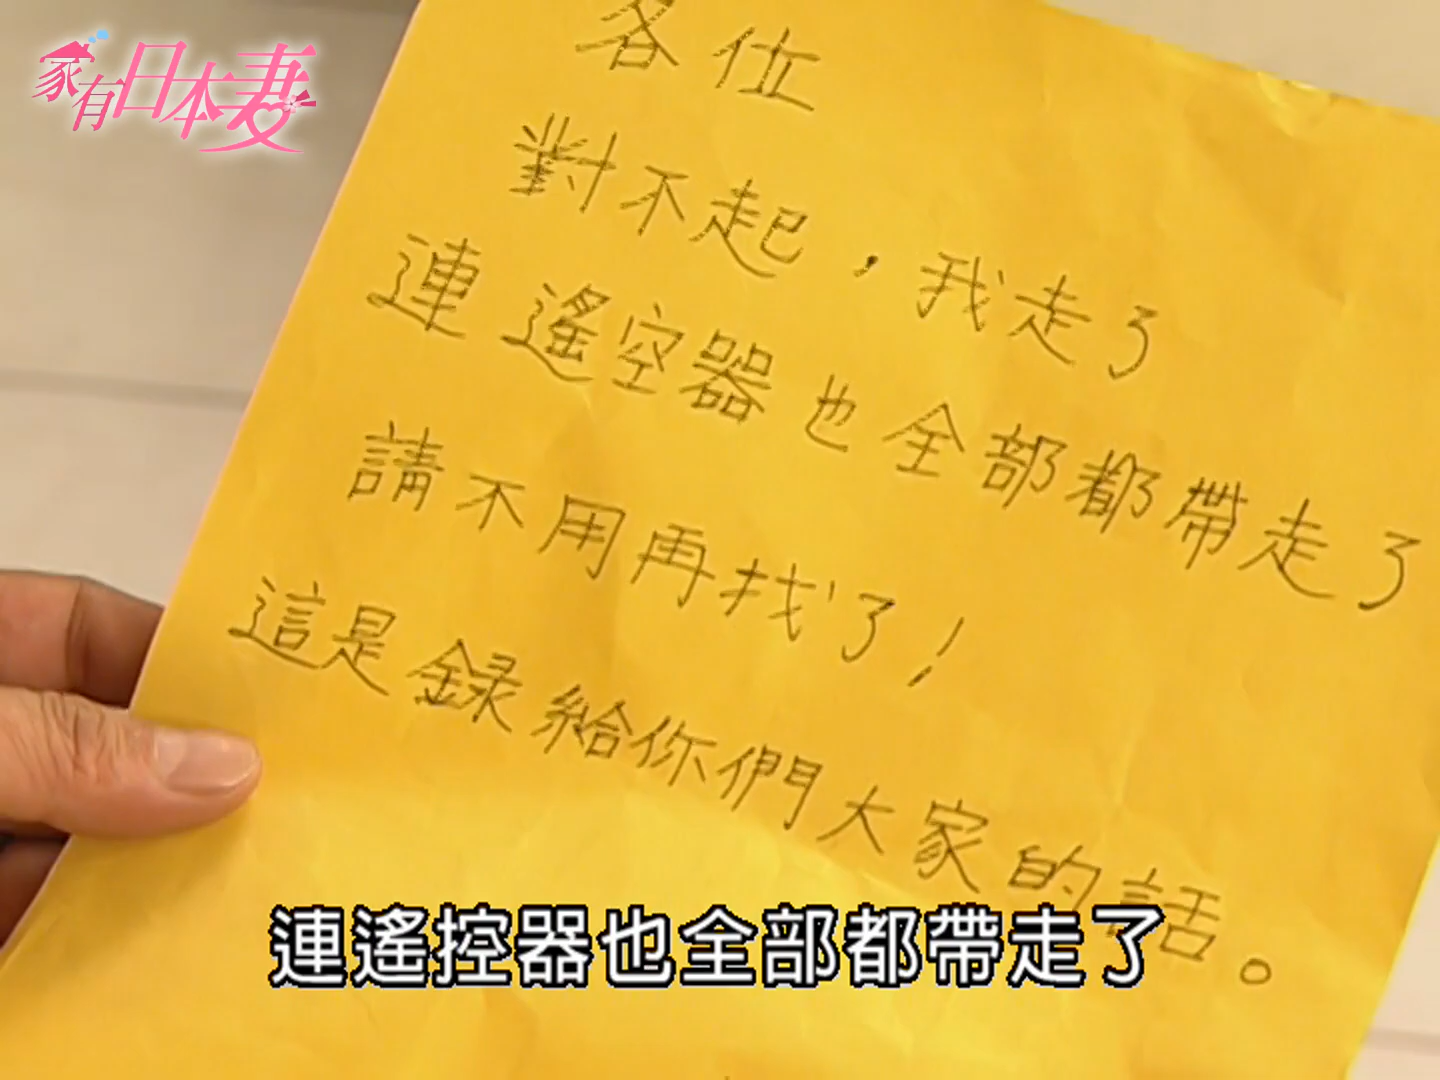 家有日本妻
各位
對不起，我走了
連遙空器也全部都帶走了
請不用再找了！
這是錄給你們大家的話。
連遙控器也全部都帶走了